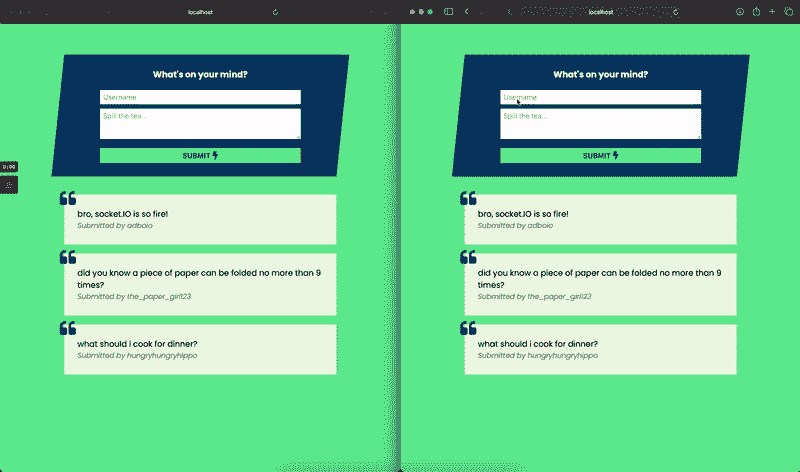 localhost
What's on your mind?
Username
Spill the tea...
SUBMIT
bro, socket.IO is so fire!
Submitted by adboio
did you know a piece of paper can be folded no more than 9
times?
Submitted by the_paper_girl123
what should i cook for dinner?
Submitted by hungryhungryhippo
localhost
What's on your mind?
Username
Spill the tea...
SUBMIT
bro, socket.IO is so fire!
Submitted by adboio
did you know a piece of paper can be folded no more than 9
times?
Submitted by the_paper_girl123
what should i cook for dinner?
Submitted by hungryhungryhippo